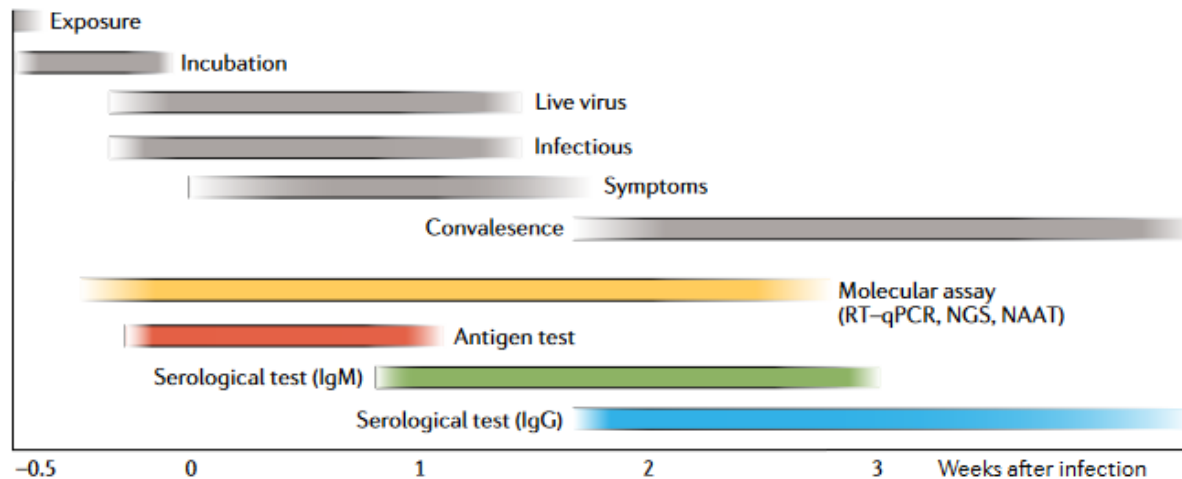 Exposure
Incubation
Live virus
Infectious
Symptoms
Convalesence
Molecular assay
(RT–qPCR, NGS, NAAT)
Antigen test
Serological test (IgM)
Serological test (IgG)
–0.5 0 1 2 3 Weeks after infection